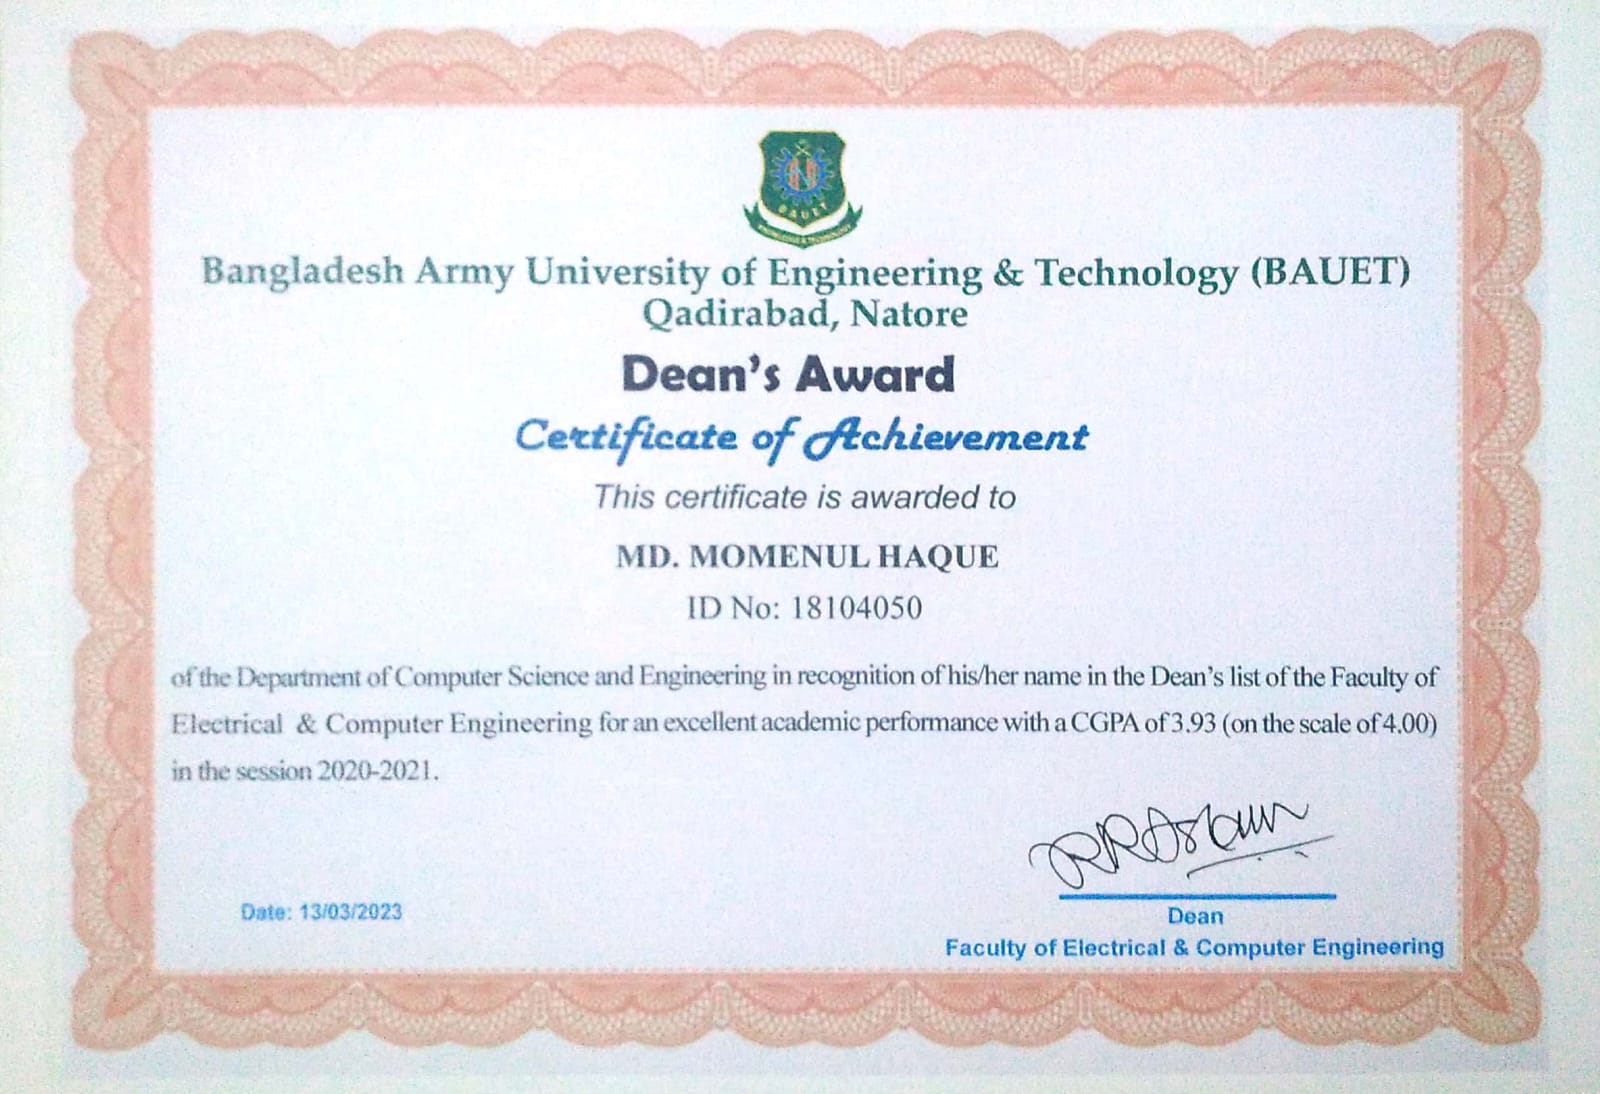 BAUET
Bangladesh Army University of Engineering & Technology (BAUET)
Qadirabad, Natore
Dean's Award
Certificate of Achievement
This certificate is awarded to
MD. MOMENUL HAQUE
ID No: 18104050
of the Department of Computer Science and Engineering in recognition of his/her name in the Dean's list of the Faculty of
Electrical & Computer Engineering for an excellent academic performance with a CGPA of 3.93 (on the scale of 4.00)
in the session 2020-2021.
Date: 13/03/2023
Dean
Faculty of Electrical & Computer Engineering